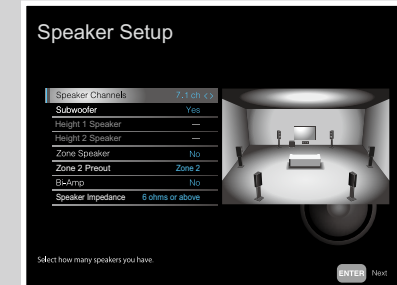 Speaker Setup
Speaker Channels 7.1 ch <>
Subwoofer Yes
Height 1 Speaker —
Height 2 Speaker —
Zone Speaker No
Zone 2 Preout Zone 2
Bi-Amp No
Speaker Impedance 6 ohms or above
Select how many speakers you have.
ENTER Next